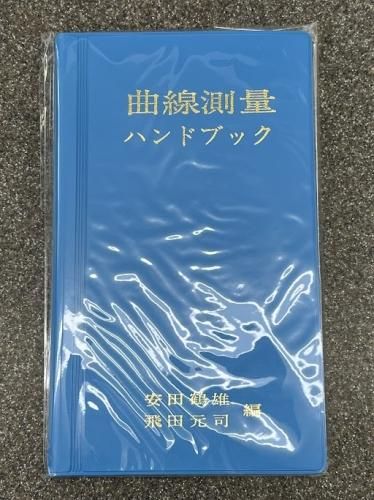 曲線測量
ハンドブック
安田鶴雄
飛田元司
編